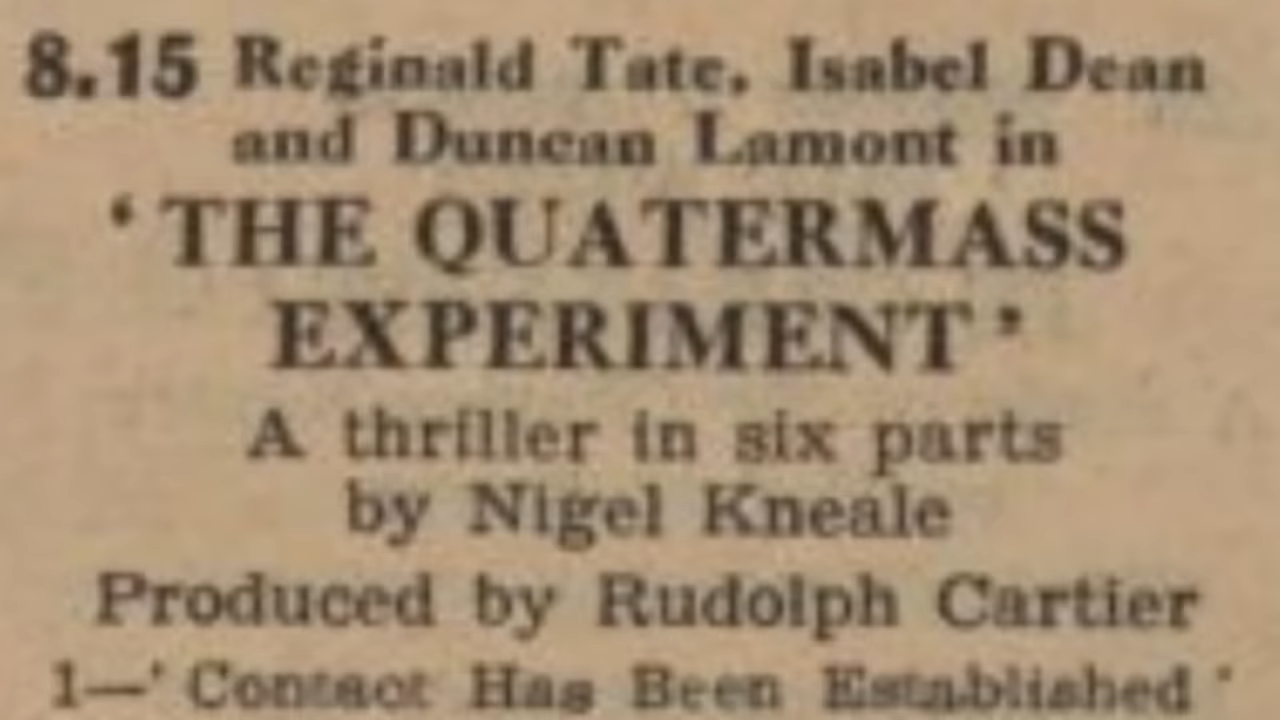 8.15 Reginald Tate, Isabel Dean
and Duncan Lamont in
‘THE QUATERMASS
EXPERIMENT’
A thriller in six parts
by Nigel Kneale
Produced by Rudolph Cartier
1—‘Contact Has Been Established’